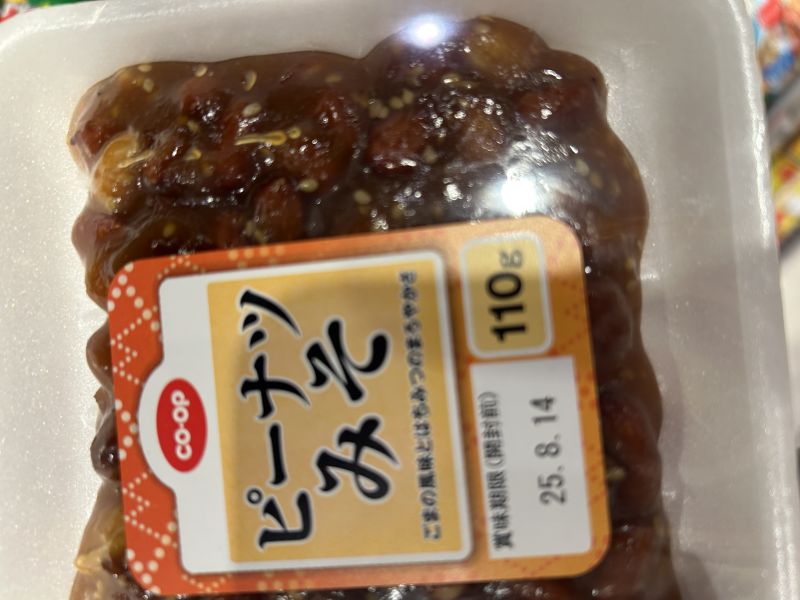 co·op
ピーナツ
みそ
ごまの風味とはちみつのまろやかさ
110g
賞味期限(開封前)
25.8.14